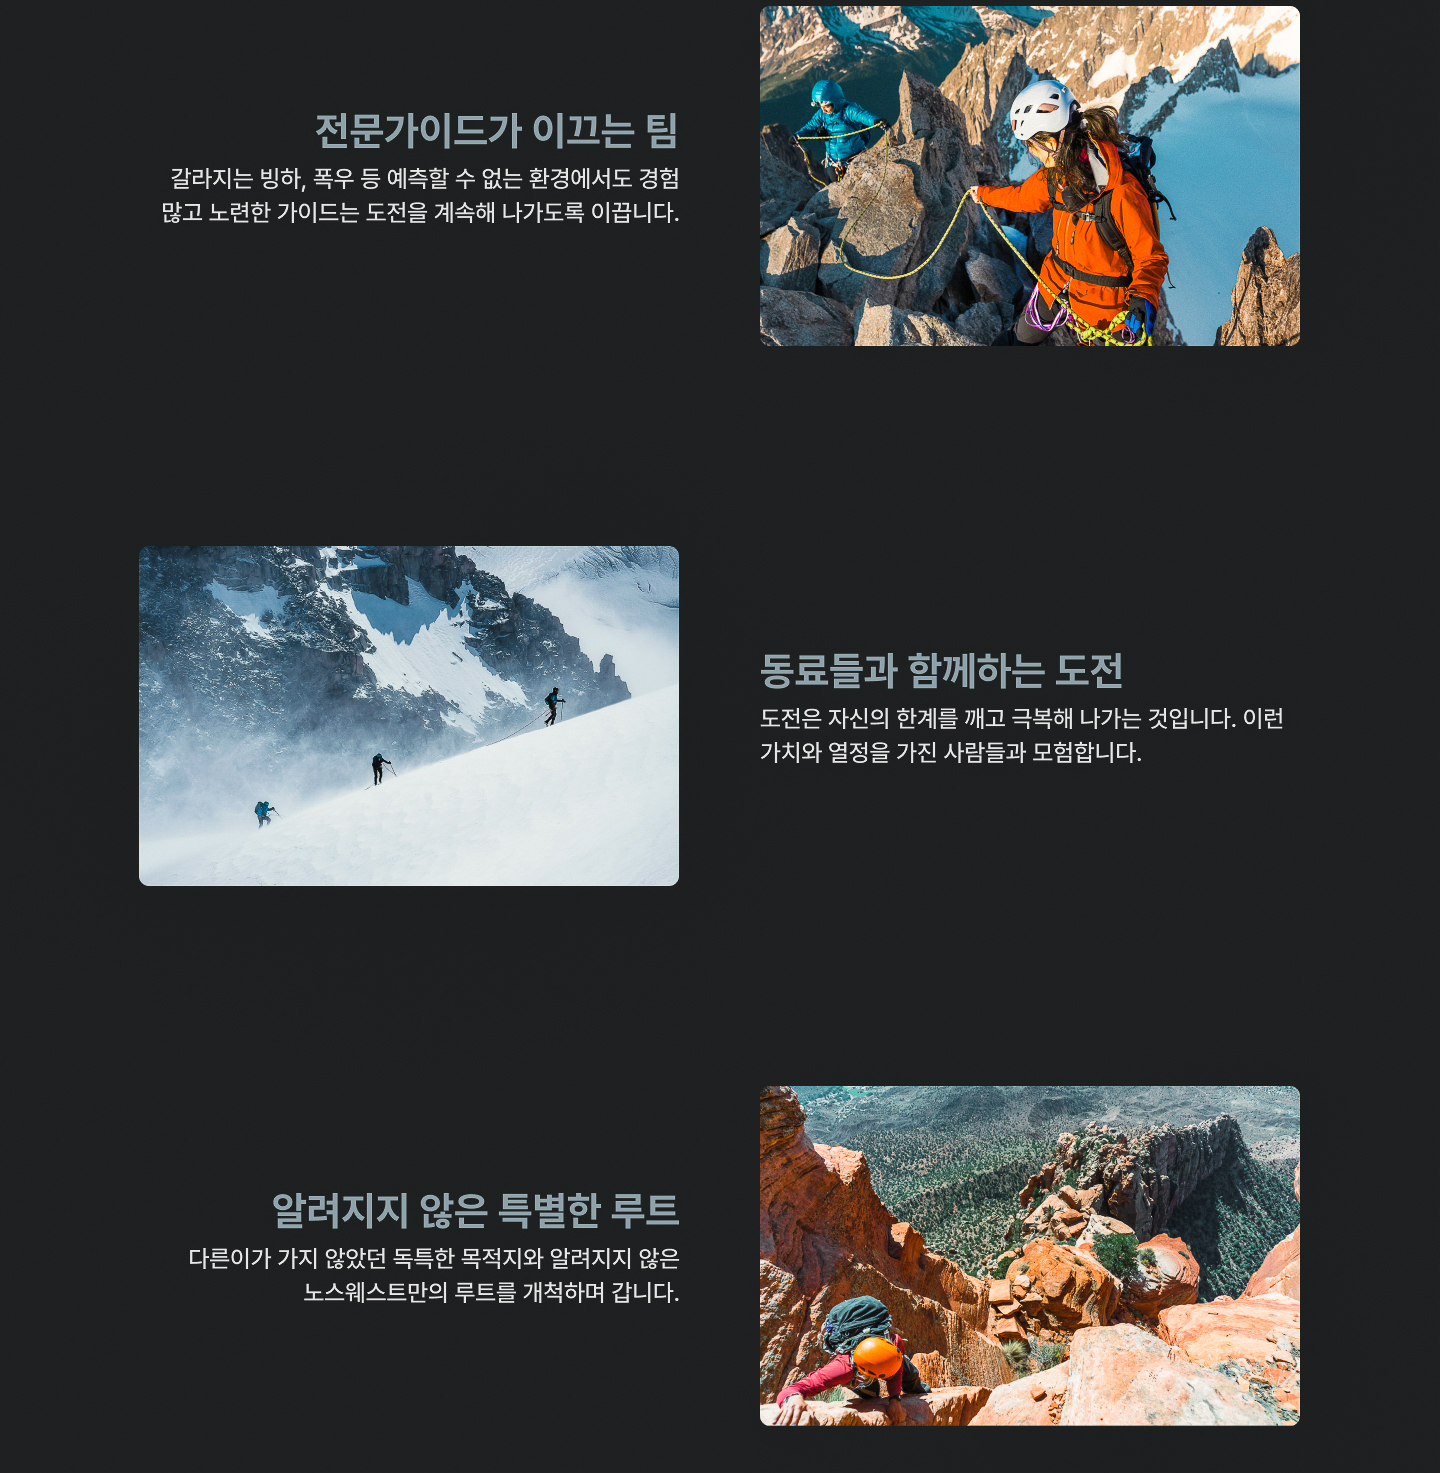 전문가이드가 이끄는 팀
갈라지는 빙하, 폭우 등 예측할 수 없는 환경에서도 경험
많고 노련한 가이드는 도전을 계속해 나가도록 이끕니다.
동료들과 함께하는 도전
도전은 자신의 한계를 깨고 극복해 나가는 것입니다. 이런
가치와 열정을 가진 사람들과 모험합니다.
알려지지 않은 특별한 루트
다른이가 가지 않았던 독특한 목적지와 알려지지 않은
노스웨스트만의 루트를 개척하며 갑니다.